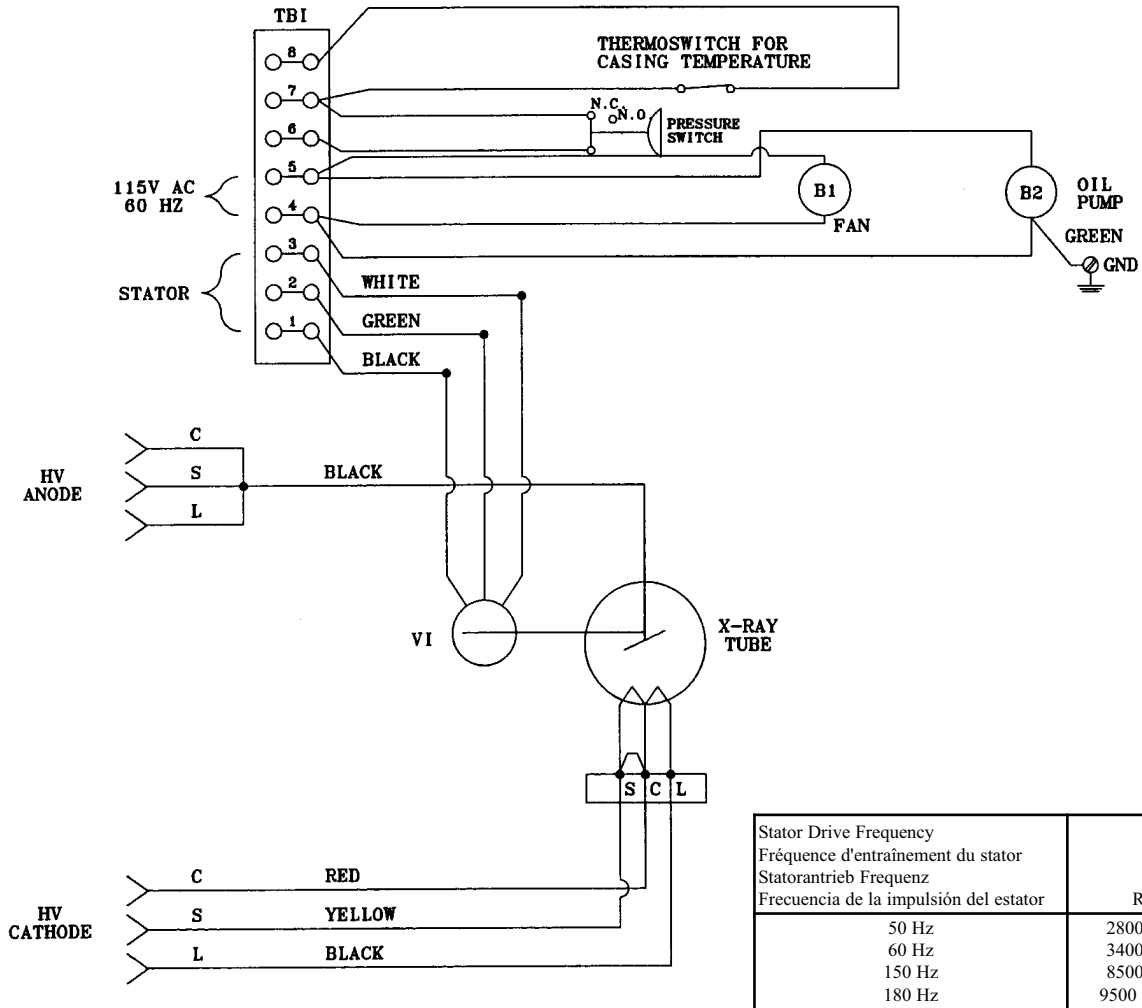 TB1
8
7
6
5
4
3
2
1
THERMOSWITCH FOR
CASING TEMPERATURE
N.C.
N.O.
PRESSURE
SWITCH
115V AC
60 HZ
B1
FAN
B2
OIL
PUMP
GREEN
GND
STATOR
WHITE
GREEN
BLACK
HV
ANODE
C
S
L
BLACK
V1
X-RAY
TUBE
S C L
HV
CATHODE
C RED
S YELLOW
L BLACK
Stator Drive Frequency
Fréquence d'entraînement du stator
Statorantrieb Frequenz
Frecuencia de la impulsión del estator R
50 Hz 2800
60 Hz 3400
150 Hz 8500
180 Hz 9500